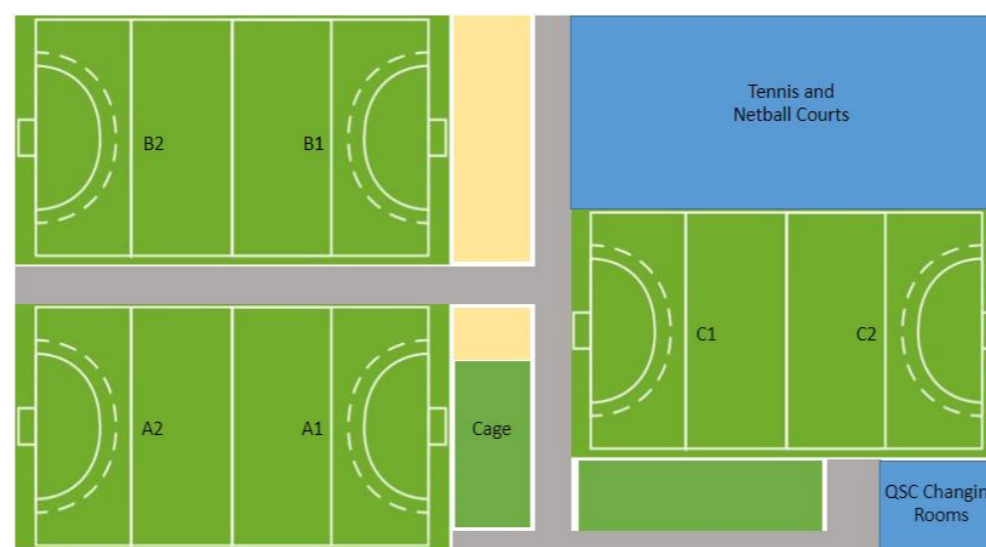 Tennis and
Netball Courts
B2
B1
C1
C2
A2
A1
Cage
QSC Changin
Rooms